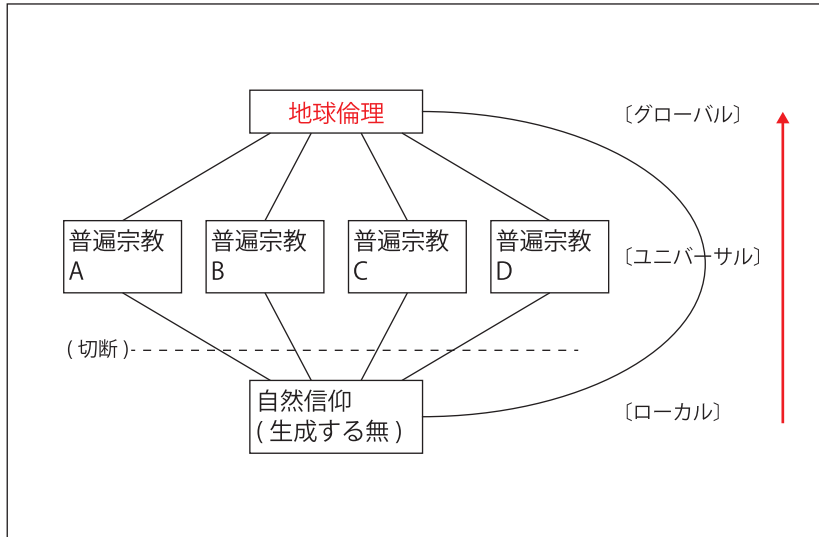 地球倫理
〔グローバル〕
普遍宗教
A
普遍宗教
B
普遍宗教
C
普遍宗教
D
〔ユニバーサル〕
(切断)
自然信仰
(生成する無)
〔ローカル〕